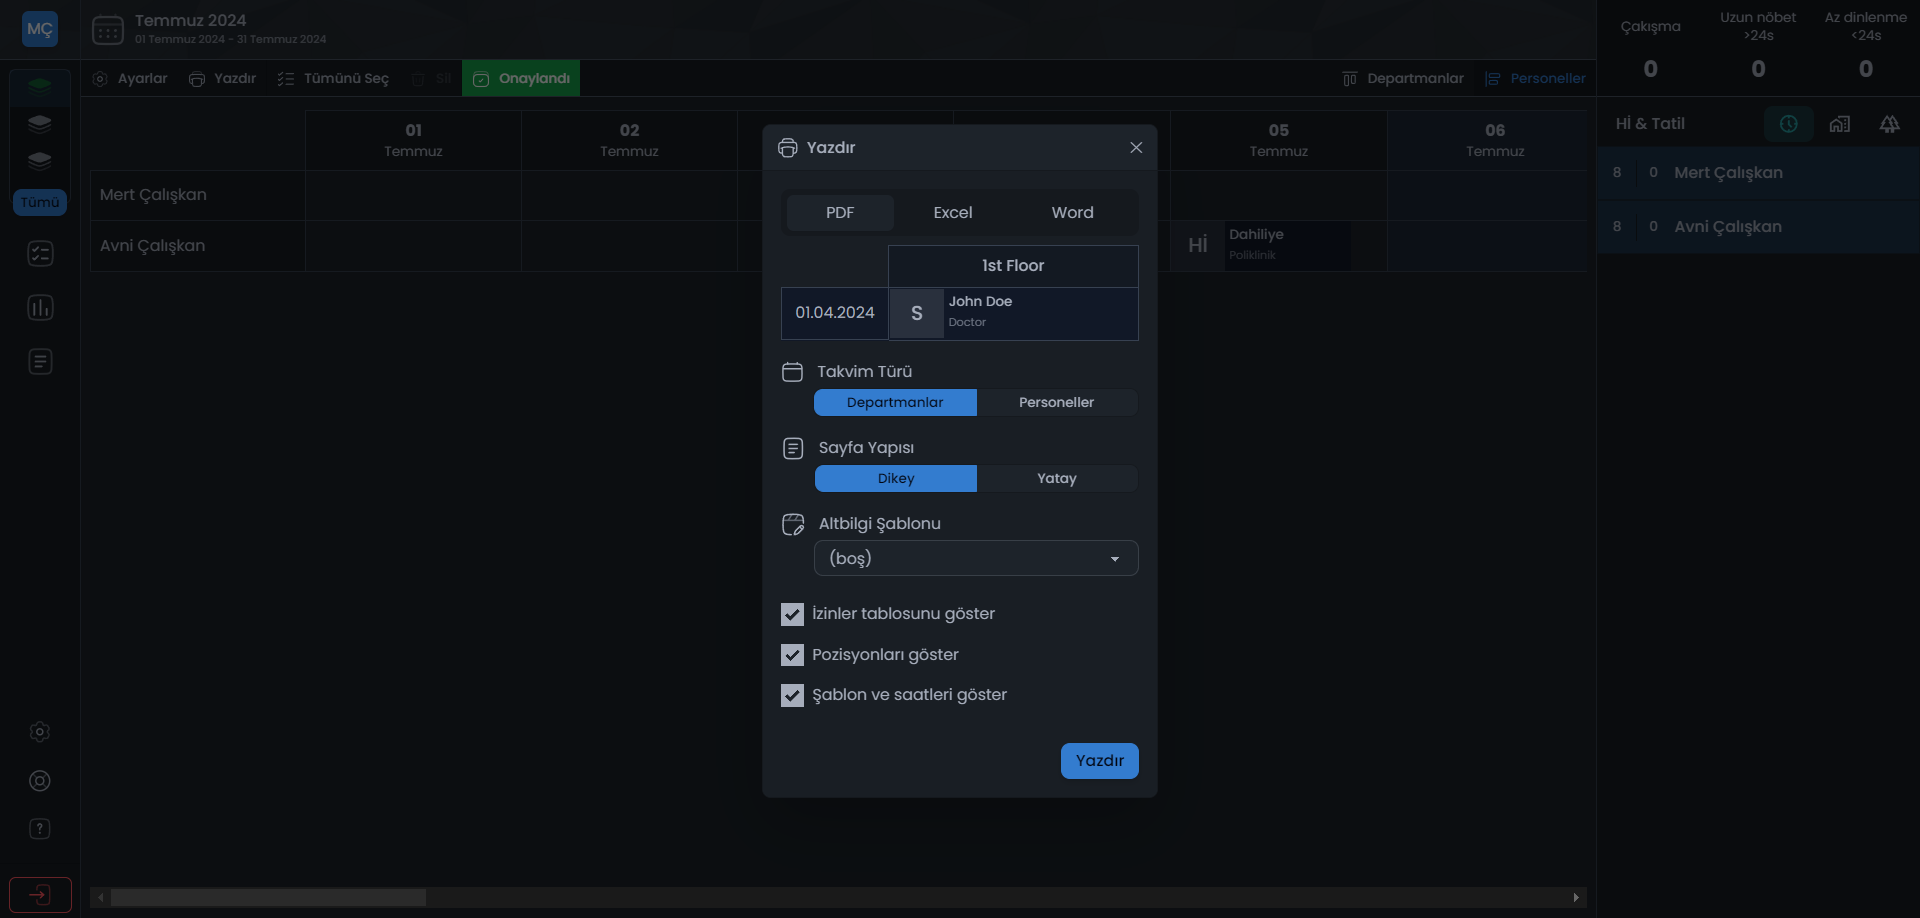 MÇ
Temmuz 2024
01 Temmuz 2024 - 31 Temmuz 2024
Çakışma
Uzun nöbet
>24s
Az dinlenme
<24s
0
0
0
Ayarlar
Yazdır
Tümünü Seç
Sil
Onaylandı
Departmanlar
Personeller
Tümü
01
Temmuz
02
Temmuz
05
Temmuz
06
Temmuz
Mert Çalışkan
Avni Çalışkan
Hİ
Dahiliye
Poliklinik
Hİ & Tatil
8 0 Mert Çalışkan
8 0 Avni Çalışkan
Yazdır
PDF
Excel
Word
1st Floor
01.04.2024
S
John Doe
Doctor
Takvim Türü
Departmanlar
Personeller
Sayfa Yapısı
Dikey
Yatay
Altbilgi Şablonu
(boş)
İzinler tablosunu göster
Pozisyonları göster
Şablon ve saatleri göster
Yazdır